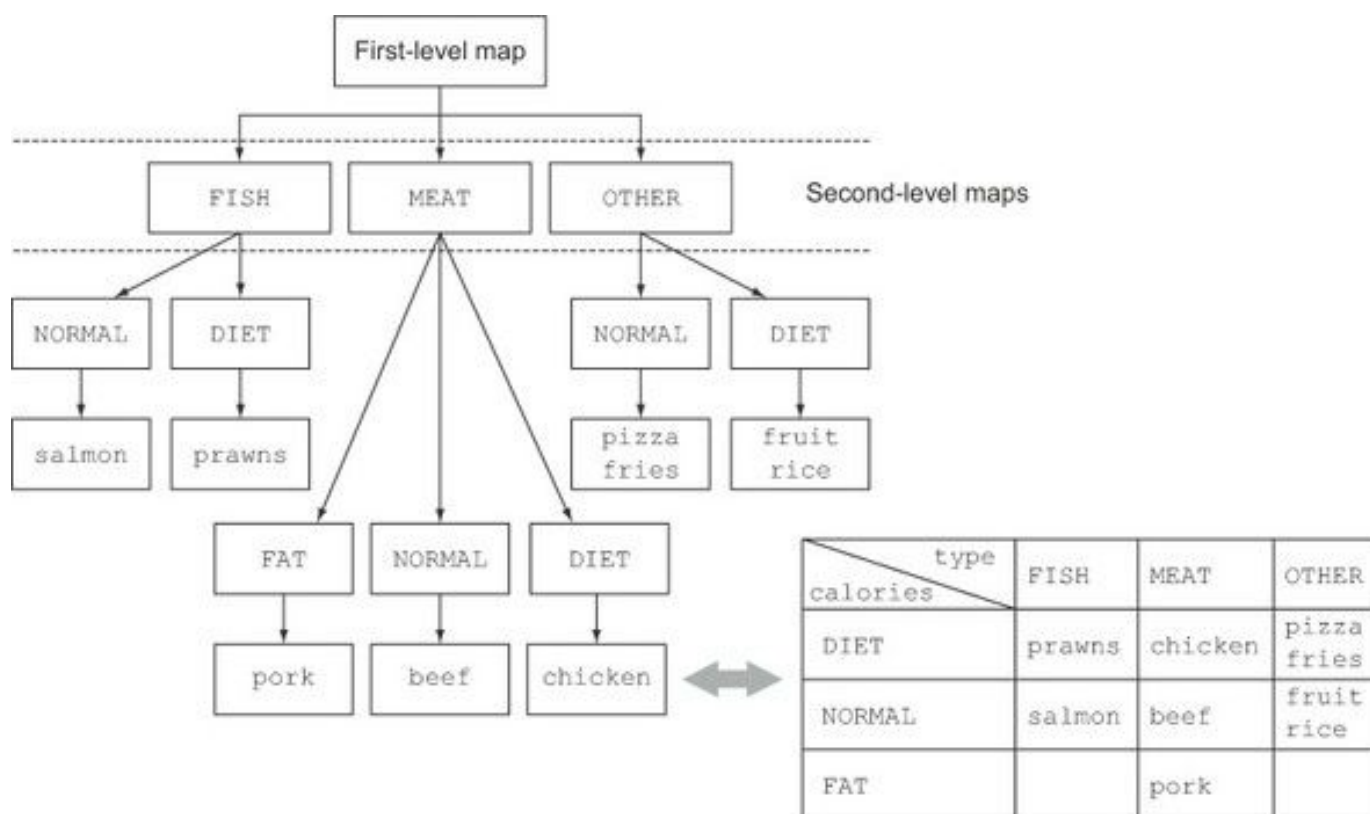 First-level map
FISH
MEAT
OTHER
Second-level maps
NORMAL
DIET
NORMAL
DIET
salmon
prawns
pizza
fries
fruit
rice
FAT
NORMAL
DIET
pork
beef
chicken
type
calories
FISH
MEAT
OTHER
DIET
prawns
chicken
pizza
fries
NORMAL
salmon
beef
fruit
rice
FAT
pork